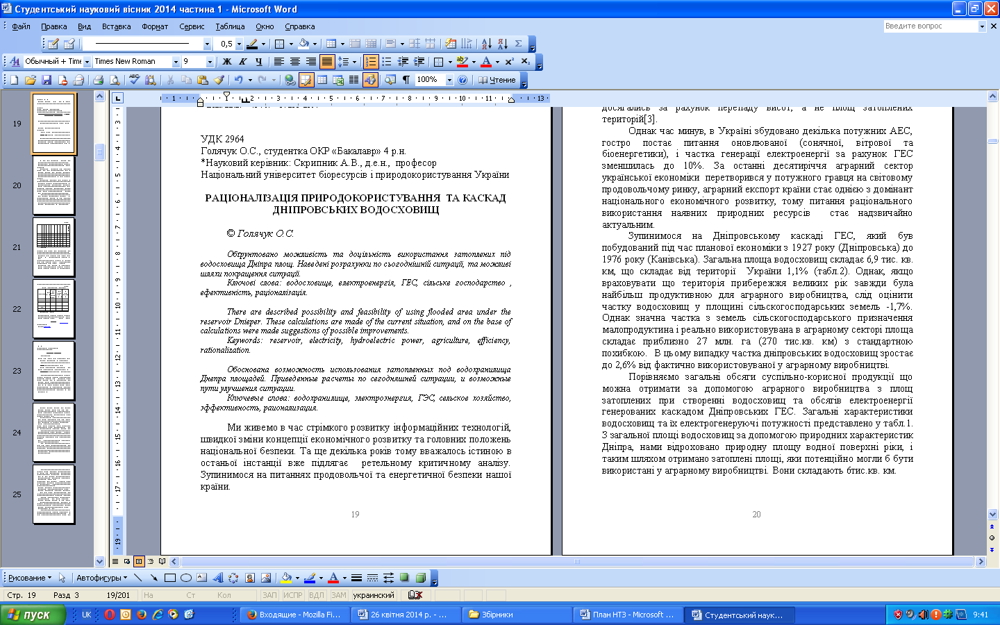 Студентський науковий вісник 2014 частина 1 - Microsoft Word
Файл Правка Вид Вставка Формат Сервис Таблица Окно Справка
Введите вопрос
0,5
Обычный + Time Times New Roman 9 Ж К Ч
100% Чтение
19
20
21
22
23
24
25
УДК 2964
Голячук О.С., студентка ОКР «Бакалавр» 4 р.н.
*Науковий керівник: Скрипник А.В., д.е.н., професор
Національний університет біоресурсів і природокористування України
РАЦІОНАЛІЗАЦІЯ ПРИРОДОКОРИСТУВАННЯ ТА КАСКАД
ДНІПРОВСЬКИХ ВОДОСХОВИЩ
© Голячук О.С.
Обґрунтовано можливість та доцільність використання затоплених під
водосховища Дніпра площ. Наведені розрахунки по сьогоднішній ситуації, та можливі
шляхи покращення ситуації.
Ключові слова: водосховище, електроенергія, ГЕС, сільське господарство ,
ефективність, раціоналізація.
There are described possibility and feasibility of using flooded area under the
reservoir Dnieper. These calculations are made of the current situation, and on the base of
calculations were made suggestions of possible improvements.
Keywords: reservoir, electricity, hydroelectric power, agriculture, efficiency,
rationalization.
Обоснована возможность использования затопленных под водохранилища
Днепра площадей. Приведенные расчеты по сегодняшней ситуации, и возможные
пути улучшения ситуации.
Ключевые слова: водохранилище, электроэнергия, ГЭС, сельское хозяйство,
эффективность, рационализация.
Ми живемо в час стрімкого розвитку інформаційних технологій,
швидкої зміни концепції економічного розвитку та головних положень
національної безпеки. Та ще декілька років тому вважалось істиною в
останьої інстанції вже підлягає ретельному критичному аналізу.
Зупинимося на питаннях продовольчої та енергетичної безпеки нашої
країни.
19
досягались за рахунок перепаду висот, а не площ затоплених
територій[3].
Однак час минув, в Україні збудовано декілька потужних АЕС,
гостро постає питання оновлюваної (сонячної, вітрової та
біоенергетики), і частка генерації електроенергії за рахунок ГЕС
зменшилась до 10%. За останні десятиріччя аграрний сектор
української економіки перетворився у потужного гравця на світовому
продовольчому ринку, аграрний експорт країни стає однією з домінант
національного економічного розвитку, тому питання раціонального
використання наявних природних ресурсів стає надзвичайно
актуальним.
Зупинимося на Дніпровському каскаді ГЕС, який був
побудований під час планової економіки з 1927 року (Дніпровська) до
1976 року (Канівська). Загальна площа водосховищ складає 6,9 тис. кв.
км, що складає від території України 1,1% (табл.2). Однак, якщо
враховувати що територія прибережжя великих рік завжди була
найбільш продуктивною для аграрного виробництва, слід оцінити
частку водосховищ у площині сільскогосподарських земель -1,7%.
Однак значна частка з земель сільскогосподарського призначення
малопродуктина і реально використовувана в аграрному секторі площа
складає приблизно 27 млн. га (270 тис.кв. км) з стандартною
похибкою. В цьому випадку частка дніпровських водосховищ зростає
до 2,6% від фактично використовуваної у аграрному виробництві.
Порівняємо загальні обсяги суспільно-корисної продукції що
можна отримати за допомогою аграрного виробництва з площ
затоплених при створенні водосховищ та обсягів електроенергії
генерованих каскадом Дніпровських ГЕС. Загальні характеристики
водосховищ та їх електрогенеруючі потужності представлено у табл.1.
З загальної площі водосховищ за допомогою природних характеристик
Дніпра, нами відроховано природну площу водної поверхні ріки, і
таким шляхом отримано затоплені площі, яки потенційно могли б бути
використані у аграрному виробництві. Вони складають 6тис.кв. км.
20
Рисование Автофигуры
Стр. 19 Разд 3 19/201 На Ст Кол ЗАП ИСПР ВДЛ ЗАМ украинский
пуск UK Входящие - Mozilla Fi... 26 квітня 2014 р. - ... Збірники План НТЗ - Microsoft ... Студентський наук... 9:41